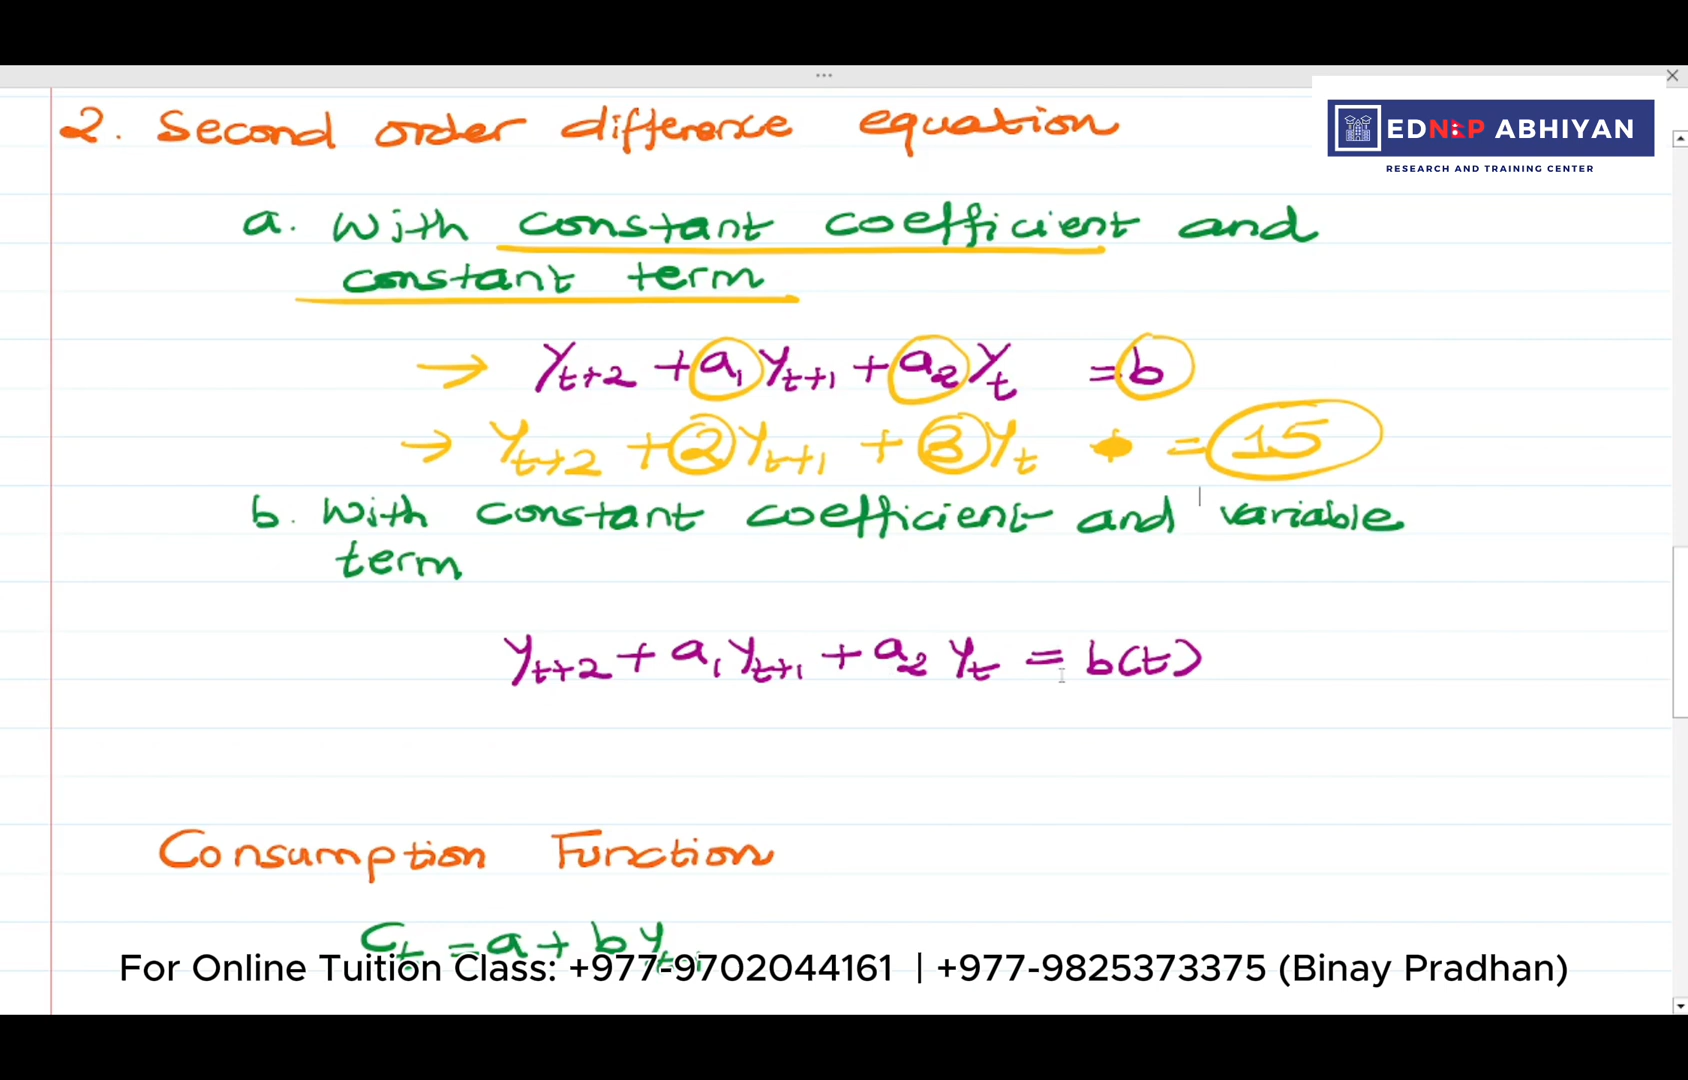 2. Second order difference equation
EDNEP ABHIYAN
RESEARCH AND TRAINING CENTER
a. With constant coefficient and
constant term
→ yt+2 + a1 yt+1 + a2 yt = b
→ yt+2 + 2 yt+1 + 3 yt = 15
b. With constant coefficient and variable
term
yt+2 + a1 yt+1 + a2 yt = b(t)
Consumption Function
Ct = a + b y
For Online Tuition Class: +977-9702044161 | +977-9825373375 (Binay Pradhan)